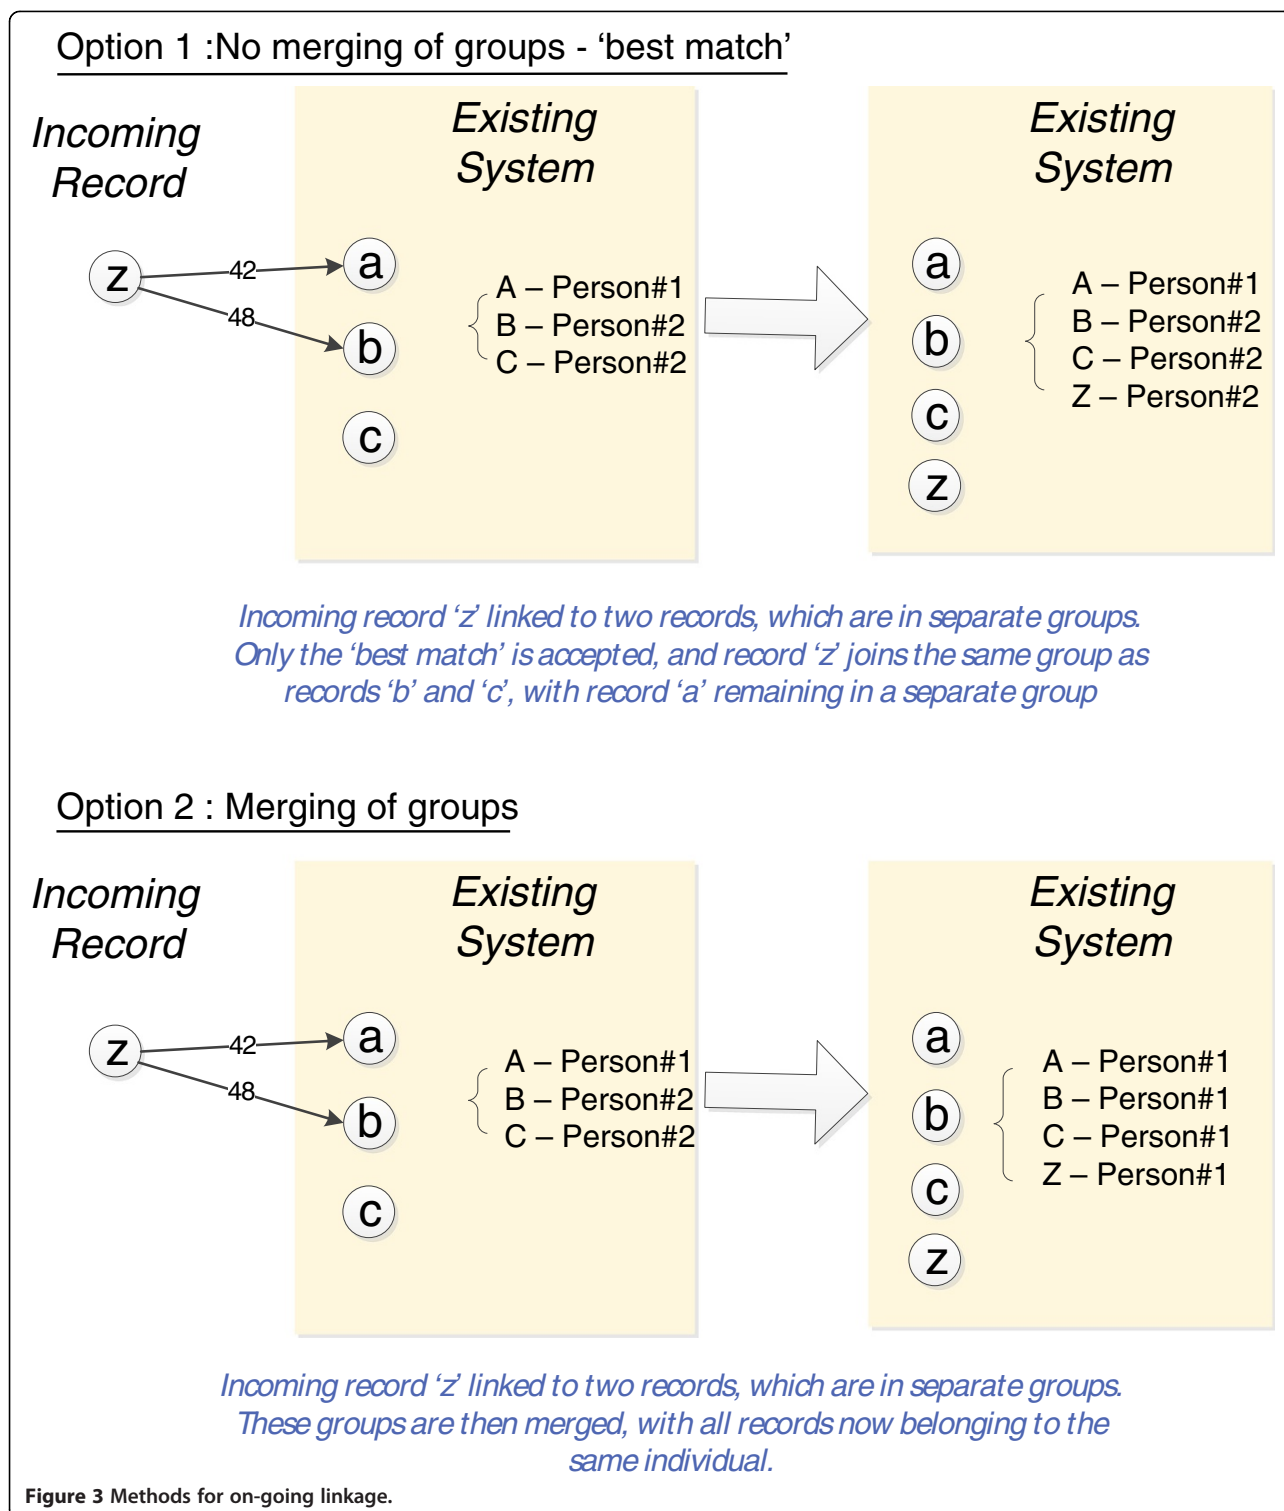 Option 1 :No merging of groups - ‘best match’
Incoming
Record
Existing
System
Existing
System
z
42
48
a
b
c
A – Person#1
B – Person#2
C – Person#2
a
b
c
z
A – Person#1
B – Person#2
C – Person#2
Z – Person#2
Incoming record ‘z’ linked to two records, which are in separate groups.
Only the ‘best match’ is accepted, and record ‘z’ joins the same group as
records ‘b’ and ‘c’, with record ‘a’ remaining in a separate group
Option 2 : Merging of groups
Incoming
Record
Existing
System
Existing
System
z
42
48
a
b
c
A – Person#1
B – Person#2
C – Person#2
a
b
c
z
A – Person#1
B – Person#1
C – Person#1
Z – Person#1
Incoming record ‘z’ linked to two records, which are in separate groups.
These groups are then merged, with all records now belonging to the
same individual.
Figure 3 Methods for on-going linkage.